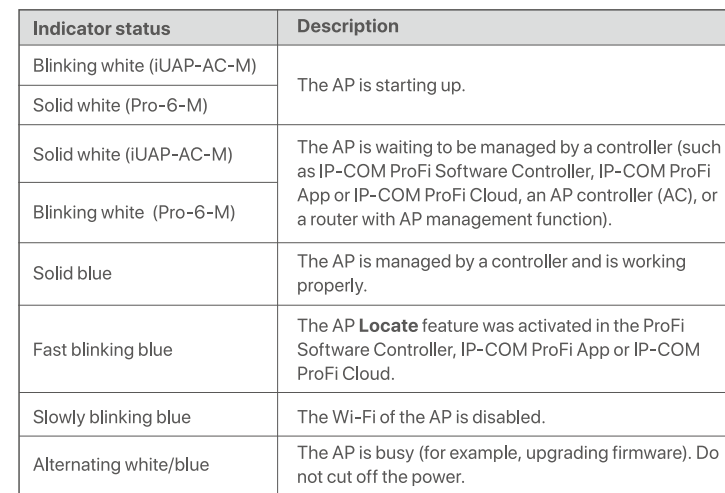 Indicator status
Description
Blinking white (iUAP-AC-M)
Solid white (Pro-6-M)
The AP is starting up.
Solid white (iUAP-AC-M)
Blinking white (Pro-6-M)
The AP is waiting to be managed by a controller (such
as IP-COM ProFi Software Controller, IP-COM ProFi
App or IP-COM ProFi Cloud, an AP controller (AC), or
a router with AP management function).
Solid blue
The AP is managed by a controller and is working
properly.
Fast blinking blue
The AP Locate feature was activated in the ProFi
Software Controller, IP-COM ProFi App or IP-COM
ProFi Cloud.
Slowly blinking blue
The Wi-Fi of the AP is disabled.
Alternating white/blue
The AP is busy (for example, upgrading firmware). Do
not cut off the power.